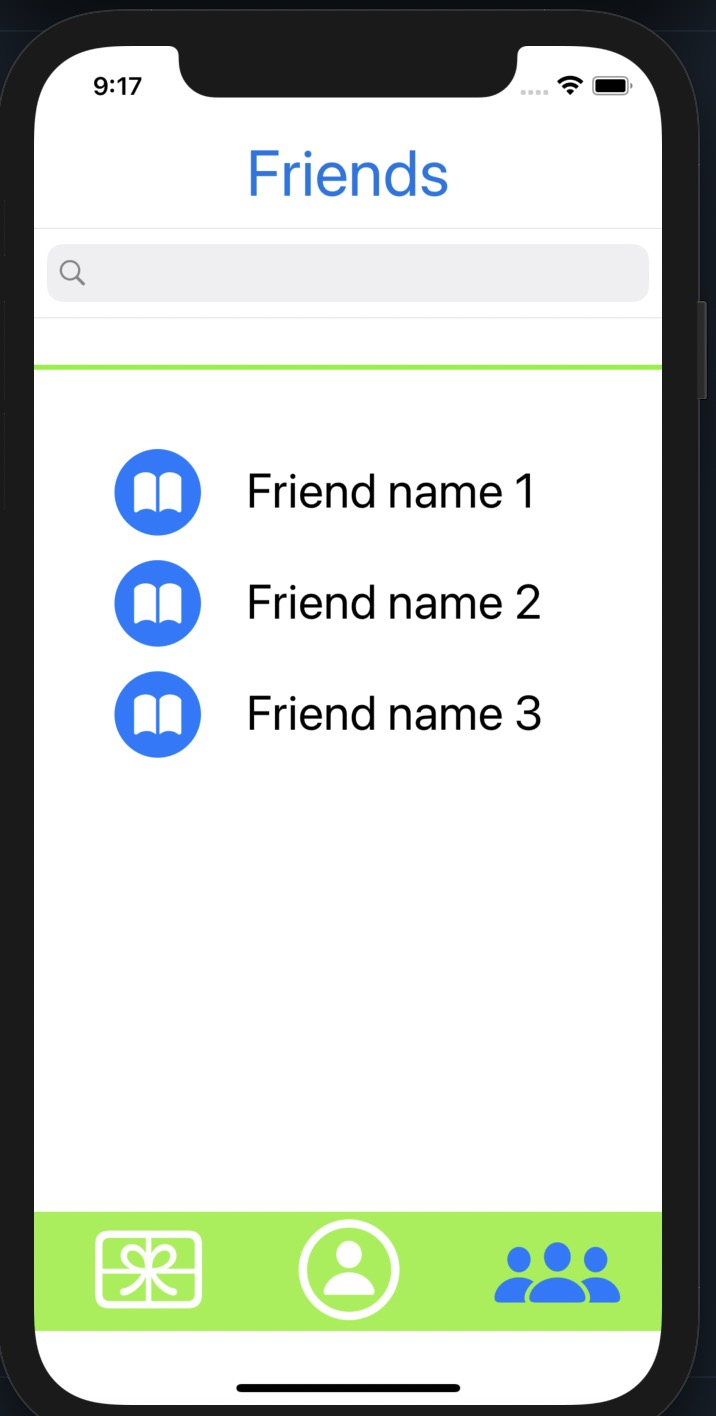 9:17
Friends
Friend name 1
Friend name 2
Friend name 3